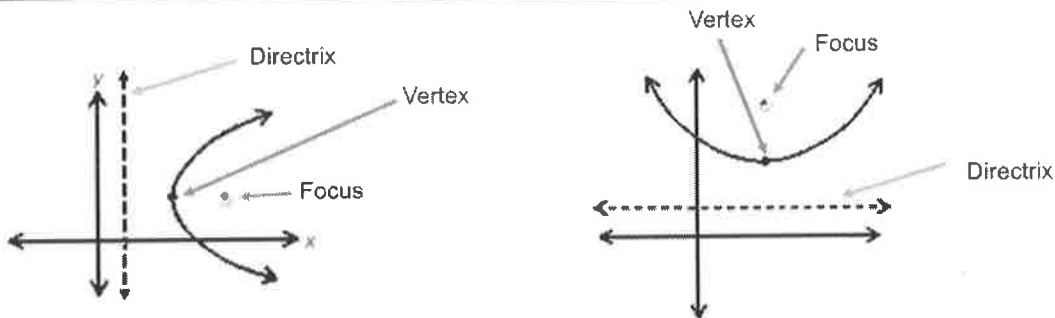 y
Directrix
Vertex
Focus
x
Vertex
Focus
Directrix